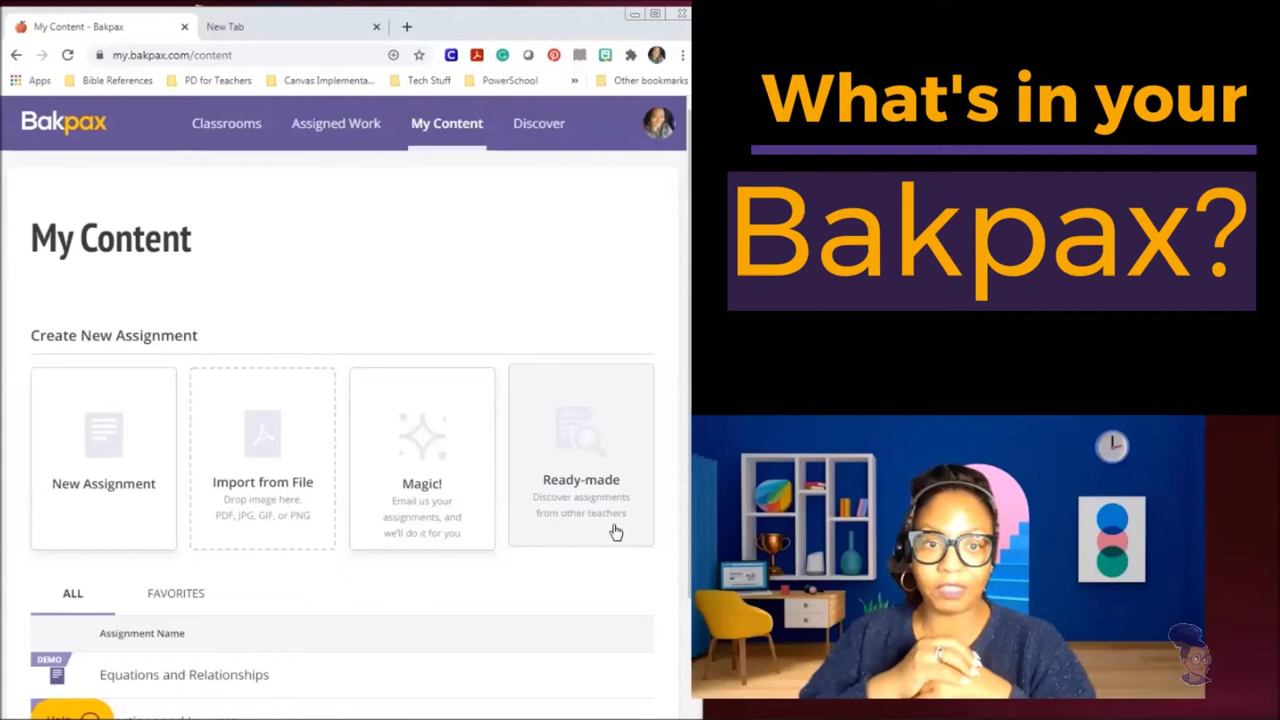 My Content - Bakpax
New Tab
my.bakpax.com/content
Apps
Bible References
PD for Teachers
Canvas Implementa...
Tech Stuff
PowerSchool
»
Other bookmarks
Bakpax
Classrooms
Assigned Work
My Content
Discover
My Content
Create New Assignment
New Assignment
Import from File
Drop image here.
PDF, JPG, GIF, or PNG
Magic!
Email us your
assignments, and
we'll do it for you
Ready-made
Discover assignments
from other teachers
ALL
FAVORITES
Assignment Name
DEMO
Equations and Relationships
What's in your
Bakpax?